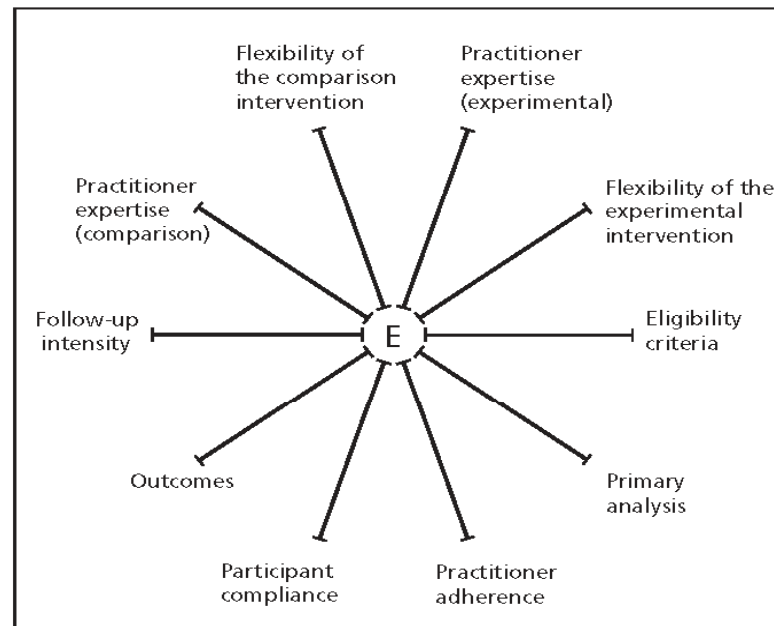 Flexibility of
the comparison
intervention
Practitioner
expertise
(experimental)
Practitioner
expertise
(comparison)
Flexibility of the
experimental
intervention
Follow-up
intensity
E
Eligibility
criteria
Outcomes
Primary
analysis
Participant
compliance
Practitioner
adherence